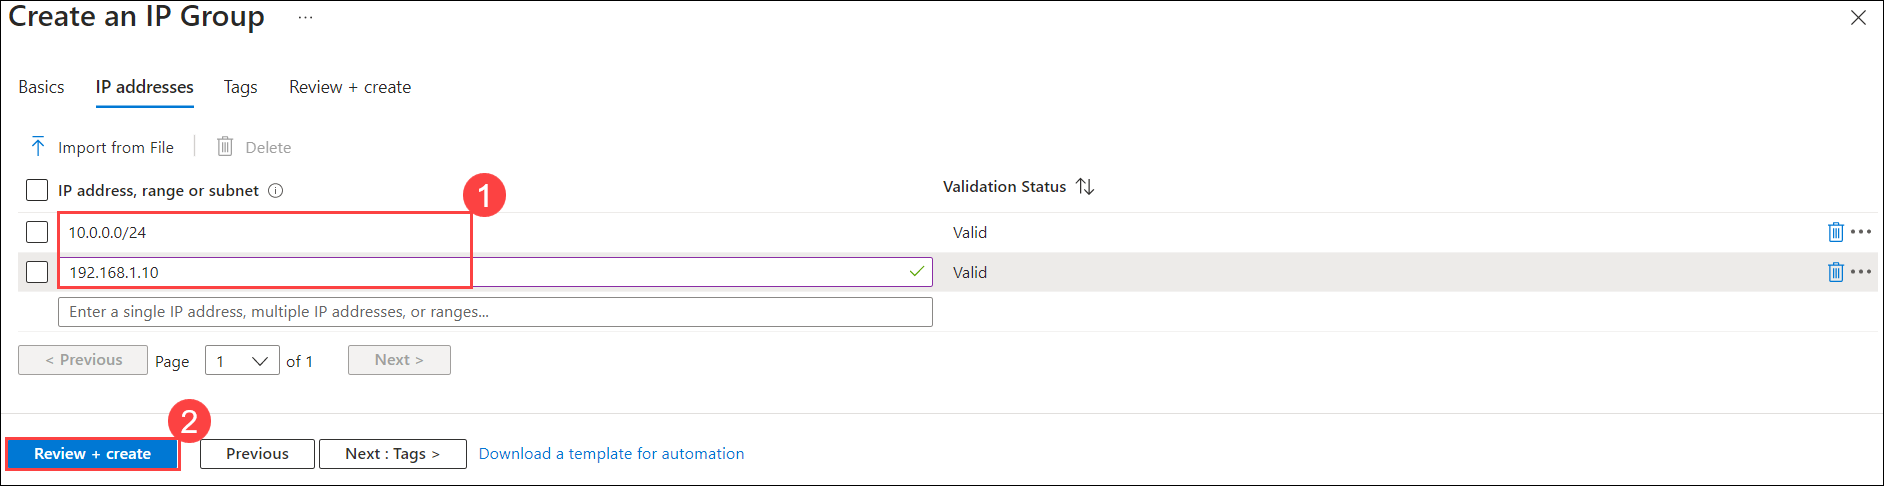 Create an IP Group ...
Basics IP addresses Tags Review + create
Import from File Delete
IP address, range or subnet Validation Status
1
10.0.0.0/24 Valid
192.168.1.10 Valid
Enter a single IP address, multiple IP addresses, or ranges...
< Previous Page 1 of 1 Next >
2
Review + create Previous Next : Tags > Download a template for automation